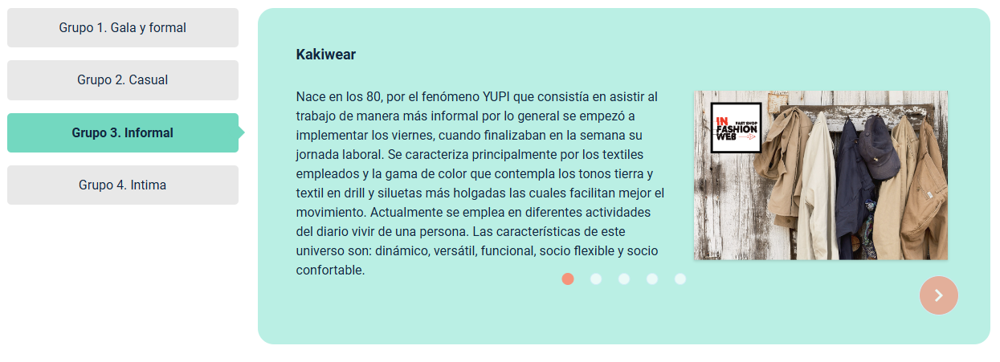 Grupo 1. Gala y formal
Grupo 2. Casual
Grupo 3. Informal
Grupo 4. Intima
Kakiwear
Nace en los 80, por el fenómeno YUPI que consistía en asistir al
trabajo de manera más informal por lo general se empezó a
implementar los viernes, cuando finalizaban en la semana su
jornada laboral. Se caracteriza principalmente por los textiles
empleados y la gama de color que contempla los tonos tierra y
textil en drill y siluetas más holgadas las cuales facilitan mejor el
movimiento. Actualmente se emplea en diferentes actividades
del diario vivir de una persona. Las características de este
universo son: dinámico, versátil, funcional, socio flexible y socio
confortable.
IN
FAST SHOP
FASHION
WEB